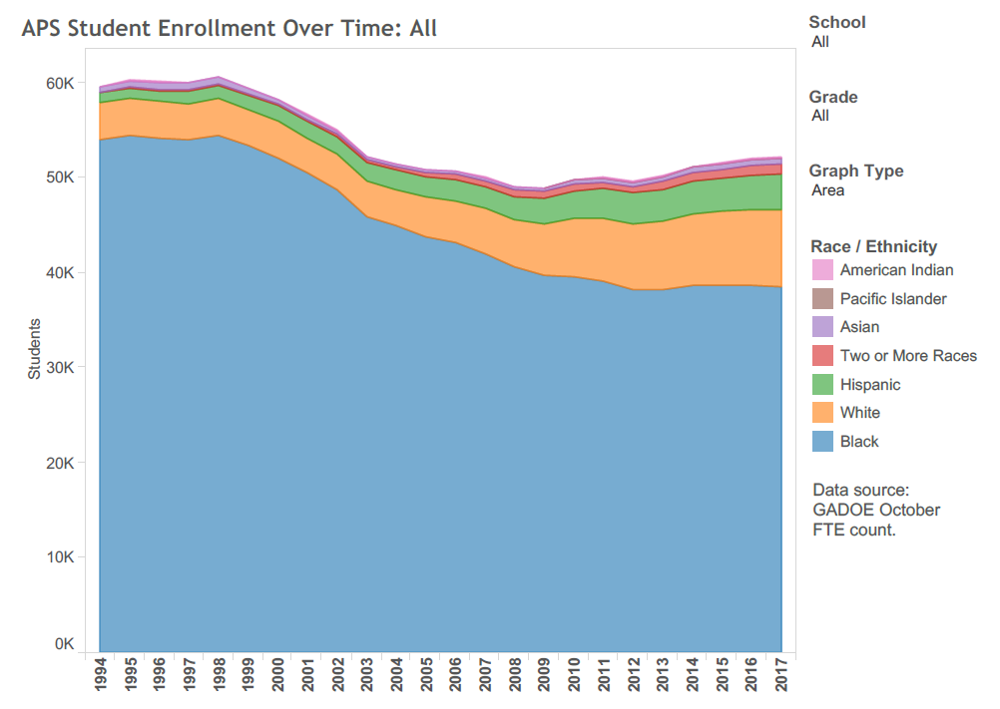 APS Student Enrollment Over Time: All
School
All
Grade
All
Graph Type
Area
Race / Ethnicity
American Indian
Pacific Islander
Asian
Two or More Races
Hispanic
White
Black
Data source:
GADOE October
FTE count.
Students
60K
50K
40K
30K
20K
10K
0K
1994
1995
1996
1997
1998
1999
2000
2001
2002
2003
2004
2005
2006
2007
2008
2009
2010
2011
2012
2013
2014
2015
2016
2017